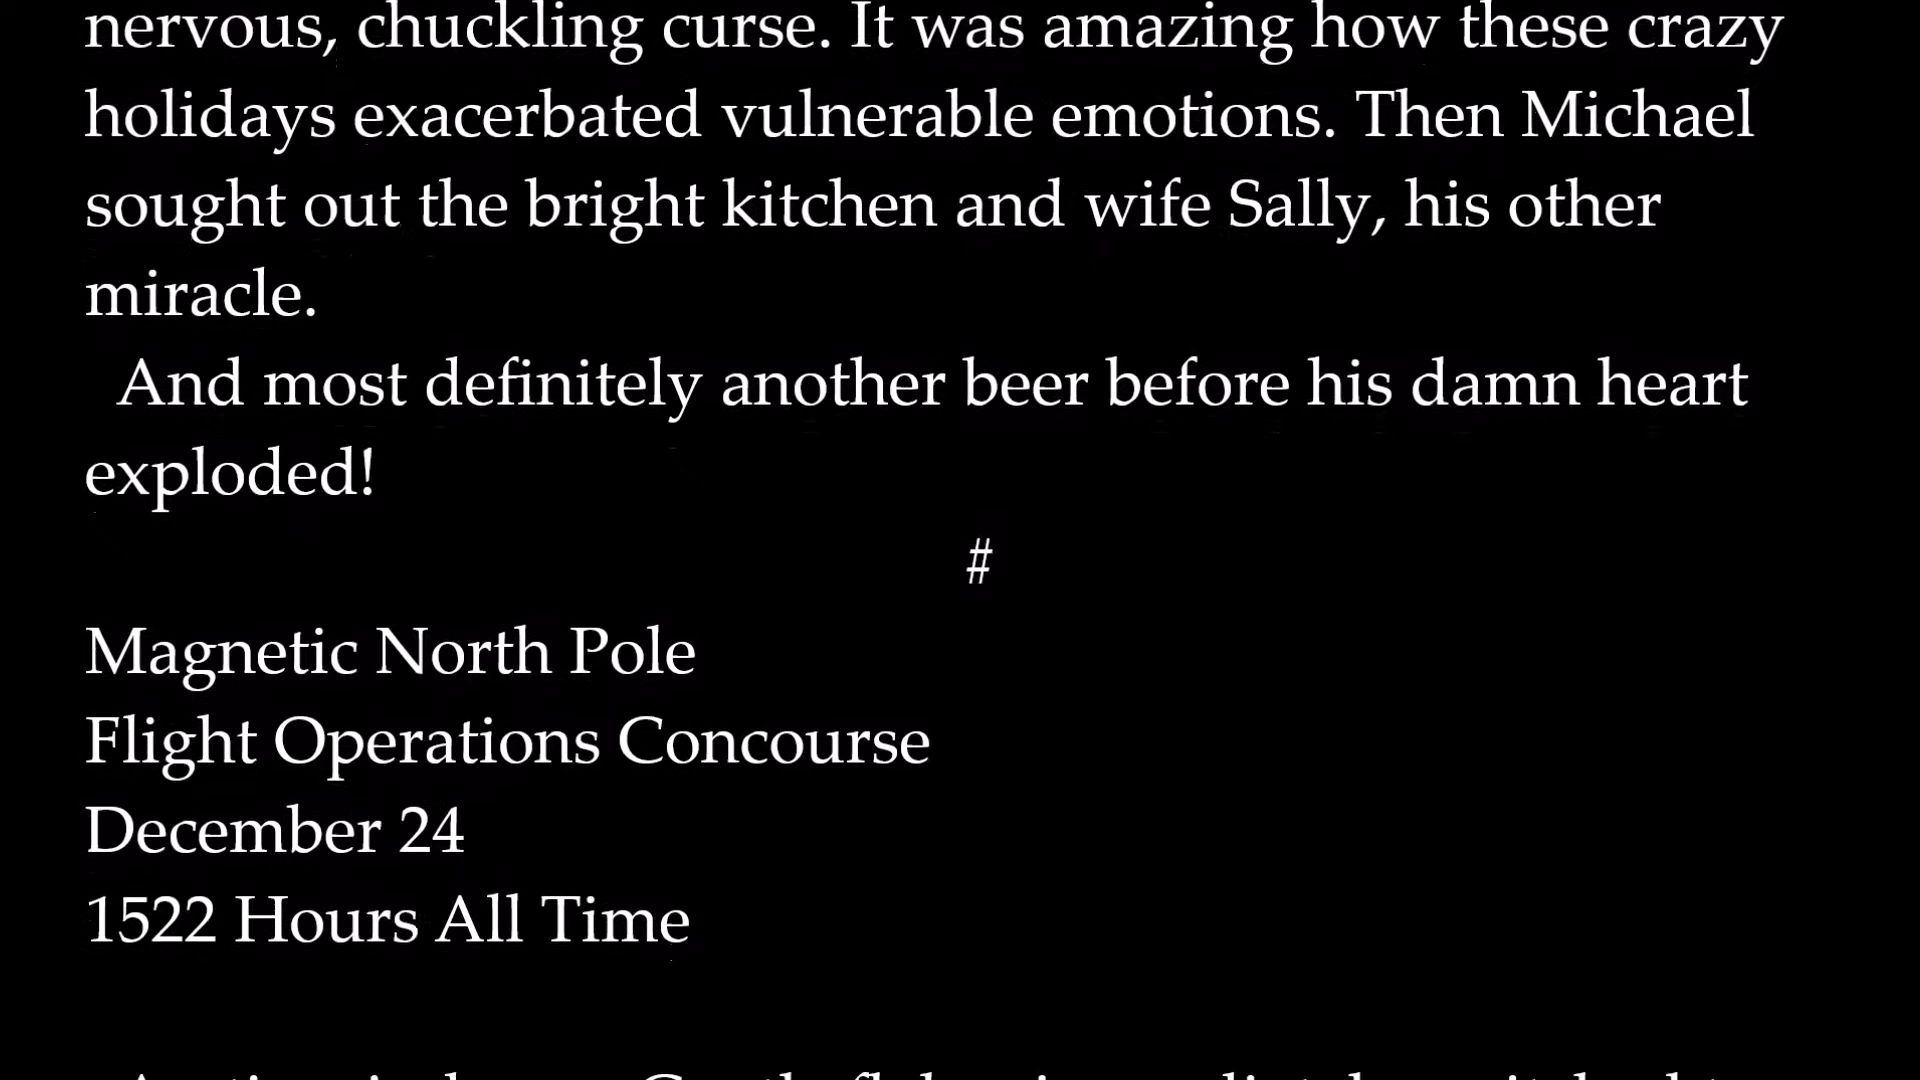 nervous, chuckling curse. It was amazing how these crazy
holidays exacerbated vulnerable emotions. Then Michael
sought out the bright kitchen and wife Sally, his other
miracle.
And most definitely another beer before his damn heart
exploded!
#
Magnetic North Pole
Flight Operations Concourse
December 24
1522 Hours All Time